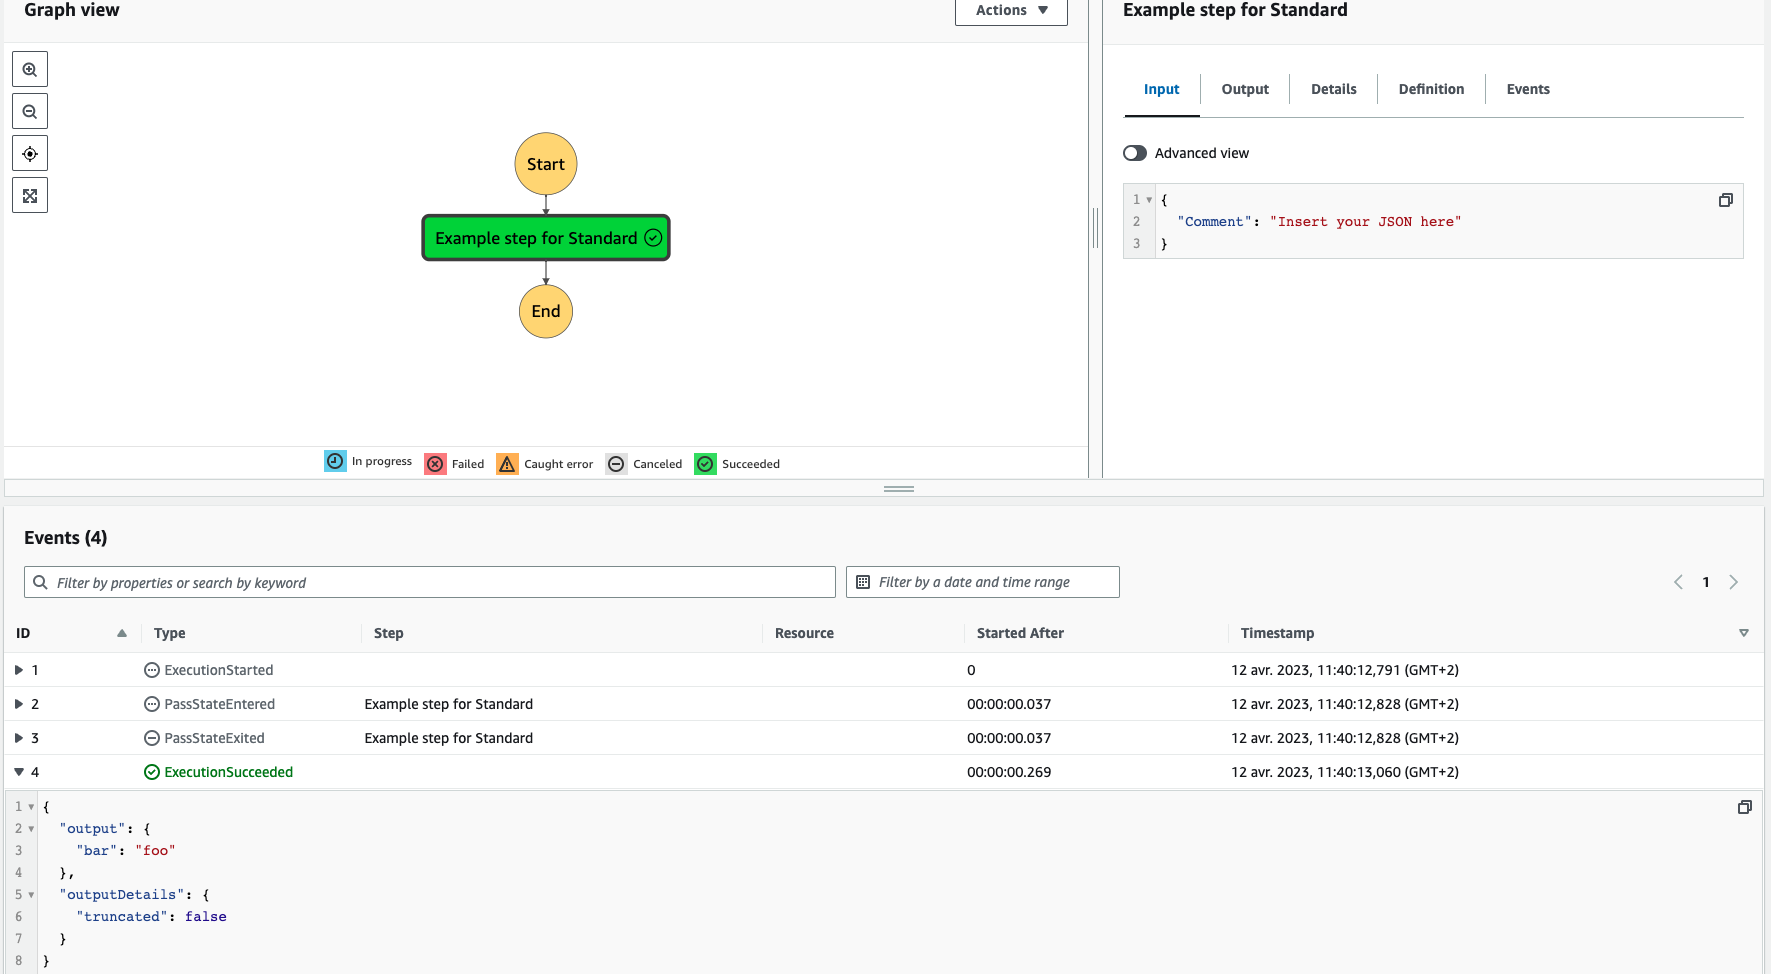 Graph view
Actions
Start
Example step for Standard
End
In progress Failed Caught error Canceled Succeeded
Example step for Standard
Input Output Details Definition Events
Advanced view
1 {
2 "Comment": "Insert your JSON here"
3 }
Events (4)
Filter by properties or search by keyword Filter by a date and time range 1
ID Type Step Resource Started After Timestamp
1 ExecutionStarted 0 12 avr. 2023, 11:40:12,791 (GMT+2)
2 PassStateEntered Example step for Standard 00:00:00.037 12 avr. 2023, 11:40:12,828 (GMT+2)
3 PassStateExited Example step for Standard 00:00:00.037 12 avr. 2023, 11:40:12,828 (GMT+2)
4 ExecutionSucceeded 00:00:00.269 12 avr. 2023, 11:40:13,060 (GMT+2)
1 {
2 "output": {
3 "bar": "foo"
4 },
5 "outputDetails": {
6 "truncated": false
7 }
8 }